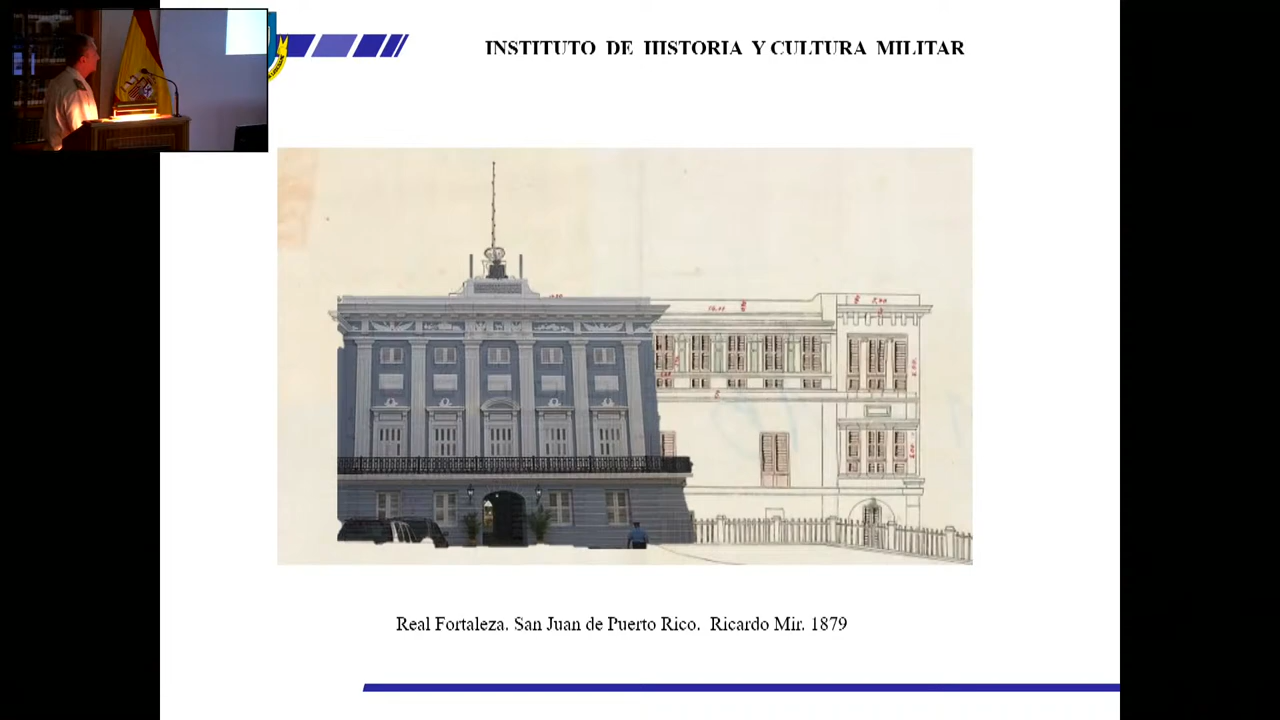 INSTITUTO DE HISTORIA Y CULTURA MILITAR
Real Fortaleza. San Juan de Puerto Rico. Ricardo Mir. 1879